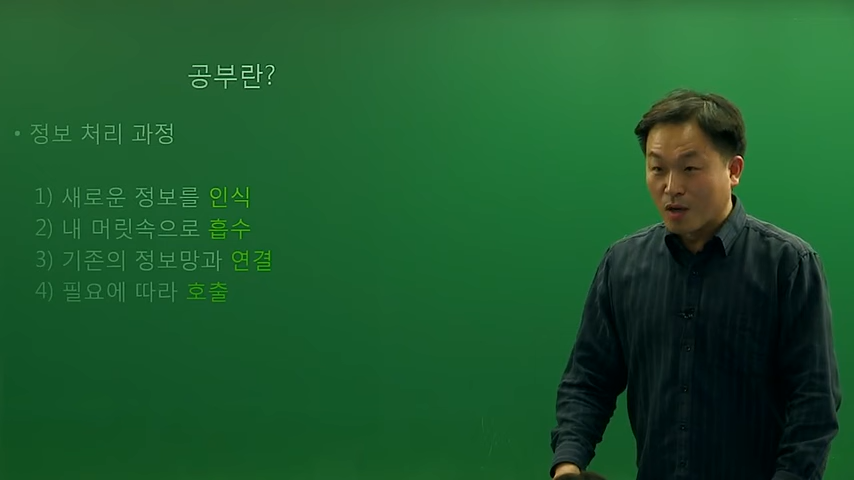 공부란?
• 정보 처리 과정
1) 새로운 정보를 인식
2) 내 머릿속으로 흡수
3) 기존의 정보망과 연결
4) 필요에 따라 호출